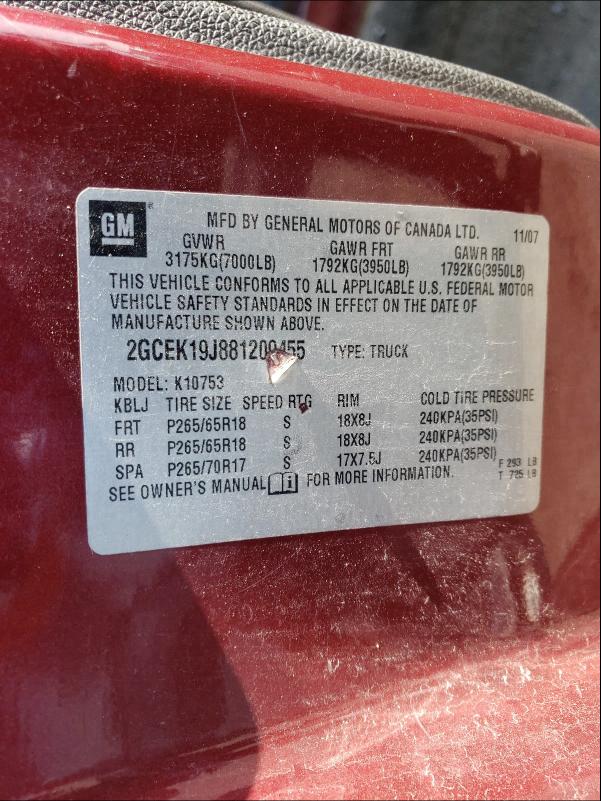 GM ® MFD BY GENERAL MOTORS OF CANADA LTD. 11/07
GVWR GAWR FRT GAWR RR
3175KG(7000LB) 1792KG(3950LB) 1792KG(3950LB)
THIS VEHICLE CONFORMS TO ALL APPLICABLE U.S. FEDERAL MOTOR
VEHICLE SAFETY STANDARDS IN EFFECT ON THE DATE OF
MANUFACTURE SHOWN ABOVE.
TYPE: TRUCK
MODEL: K10753
KBLJ TIRE SIZE SPEED RTG RIM COLD TIRE PRESSURE
FRT P265/65R18 S 18X8J 240KPA(35PSI)
RR P265/65R18 S 18X8J 240KPA(35PSI)
SPA P265/70R17 S 17X7.5J 240KPA(35PSI) F 293 LB
SEE OWNER'S MANUAL FOR MORE INFORMATION. T 725 LB